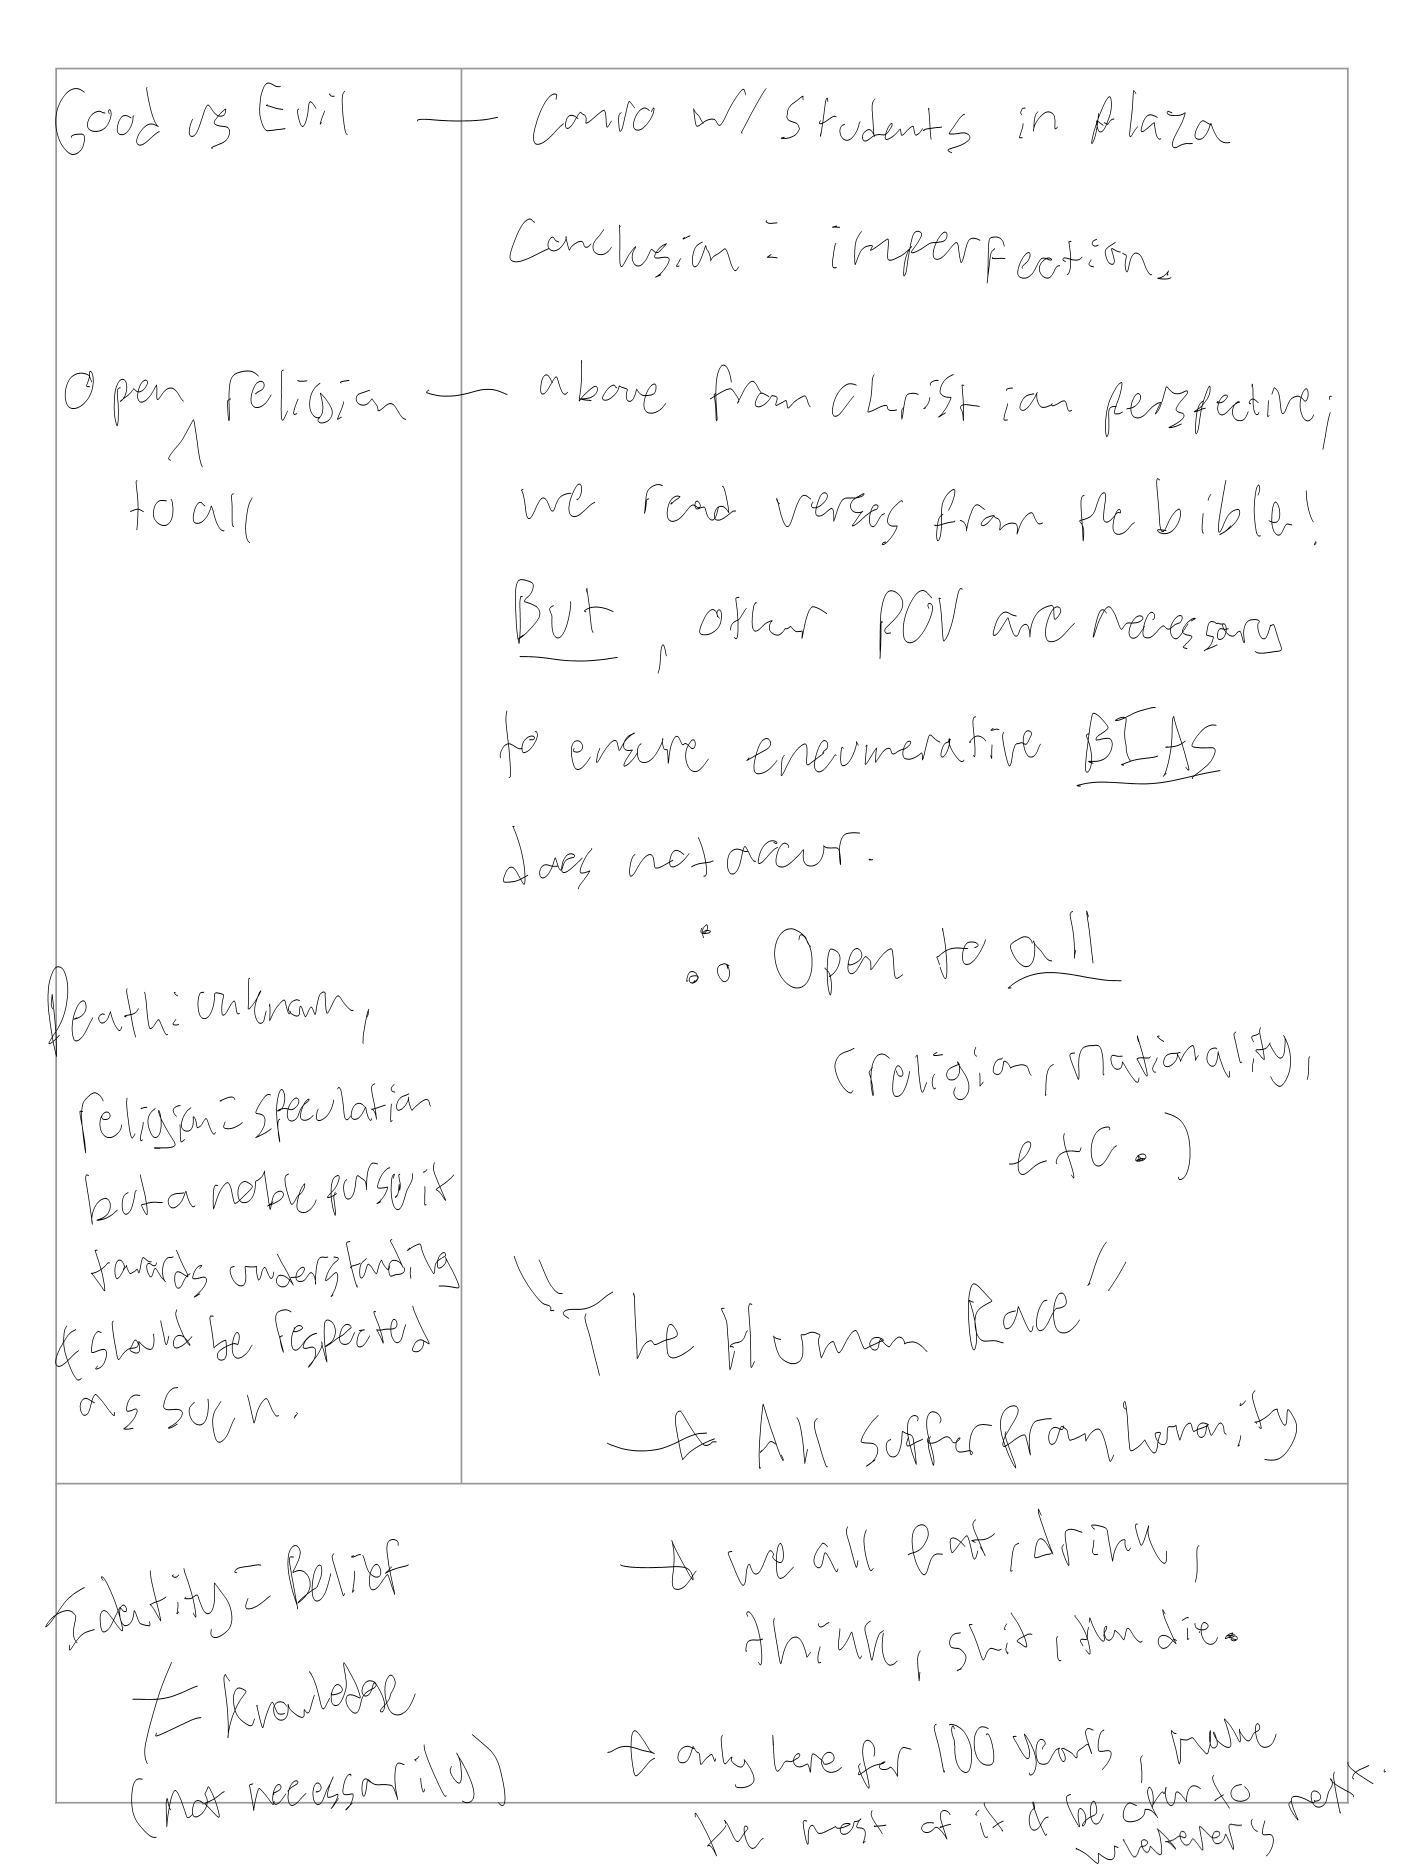 Good vs Evil — Convo w/ Students in Plaza
Conclusion = imperfection.
Open ^ religion — above from Christian perspective;
to all
we read verses from the bible!
But, other POV are necessary
to ensure eneumerative BIAS
does not occur.
∴ Open to all
(religion, nationality,
etc.)
Death: unknown,
religion = speculation
but a noble pursuit
towards understanding
& should be respected
as such.
"The Human Race"
→ All suffer from humanity
Identity = Belief
≠ knowledge
(not necessarily)
→ we all eat, drink,
think, shit, then die.
→ only here for 100 years, make
the most of it & be open to
whatever's next.